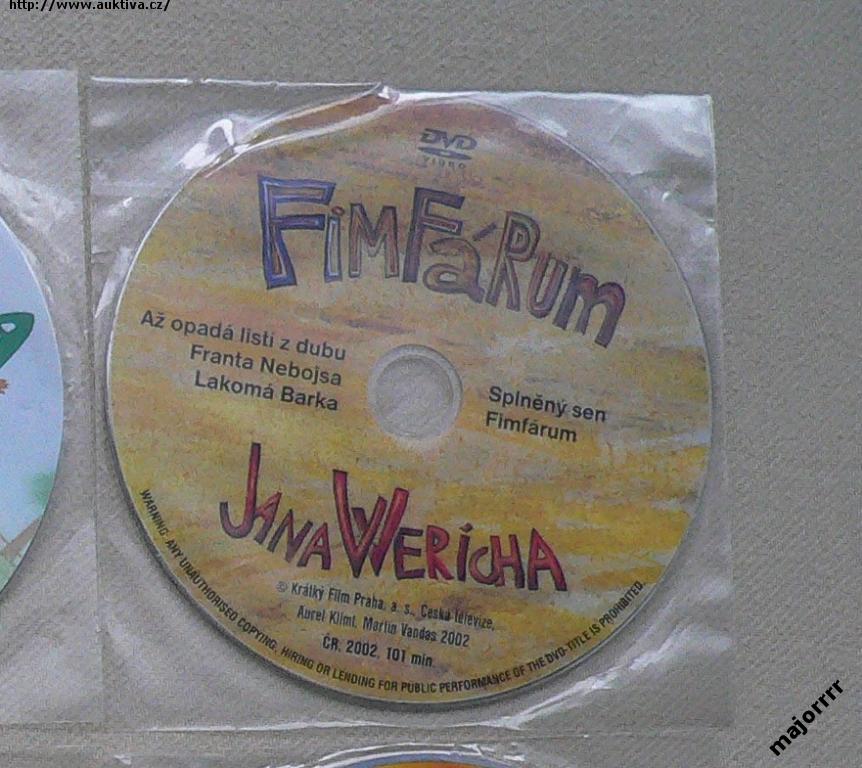 http://www.auktiva.cz/
DVD
VIDEO
FIMFÁRUM
Až opadá listí z dubu
Franta Nebojsa
Lakomá Barka
Splněný sen
Fimfárum
JANA WERICHA
© Krátký Film Praha, a. s., Česká televize,
Aurel Klimt, Martin Vandas 2002
ČR, 2002, 101 min
WARNING: ANY UNAUTHORISED COPYING, HIRING OR LENDING FOR PUBLIC PERFORMANCE OF THE DVD-TITLE IS PROHIBITED.
majorrrr